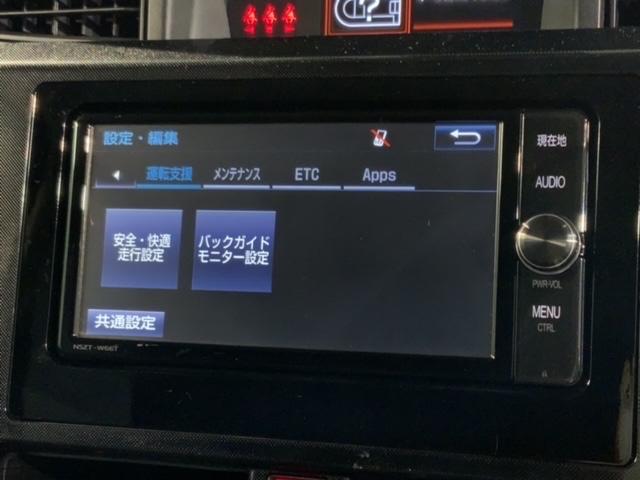 設定・編集
運転支援 メンテナンス ETC Apps
安全・快適
走行設定
バックガイド
モニター設定
共通設定
NSZT-W66T
現在地
AUDIO
PWR-VOL
MENU
CTRL